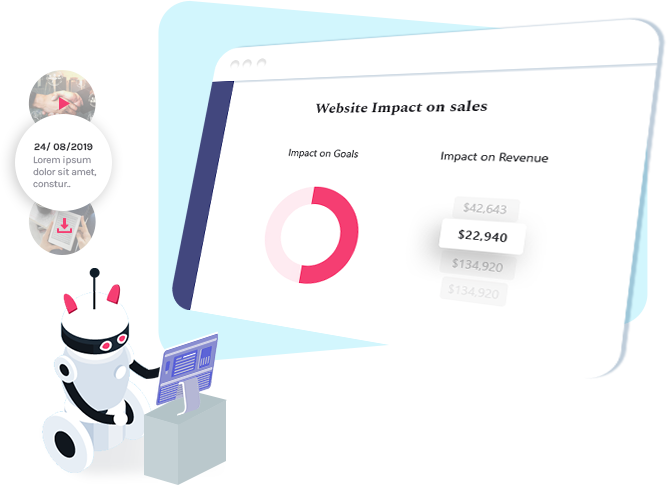 Website Impact on sales
Impact on Goals
Impact on Revenue
$42,643
$22,940
$134,920
$134,920
24/ 08/2019
Lorem ipsum
dolor sit amet,
constur..